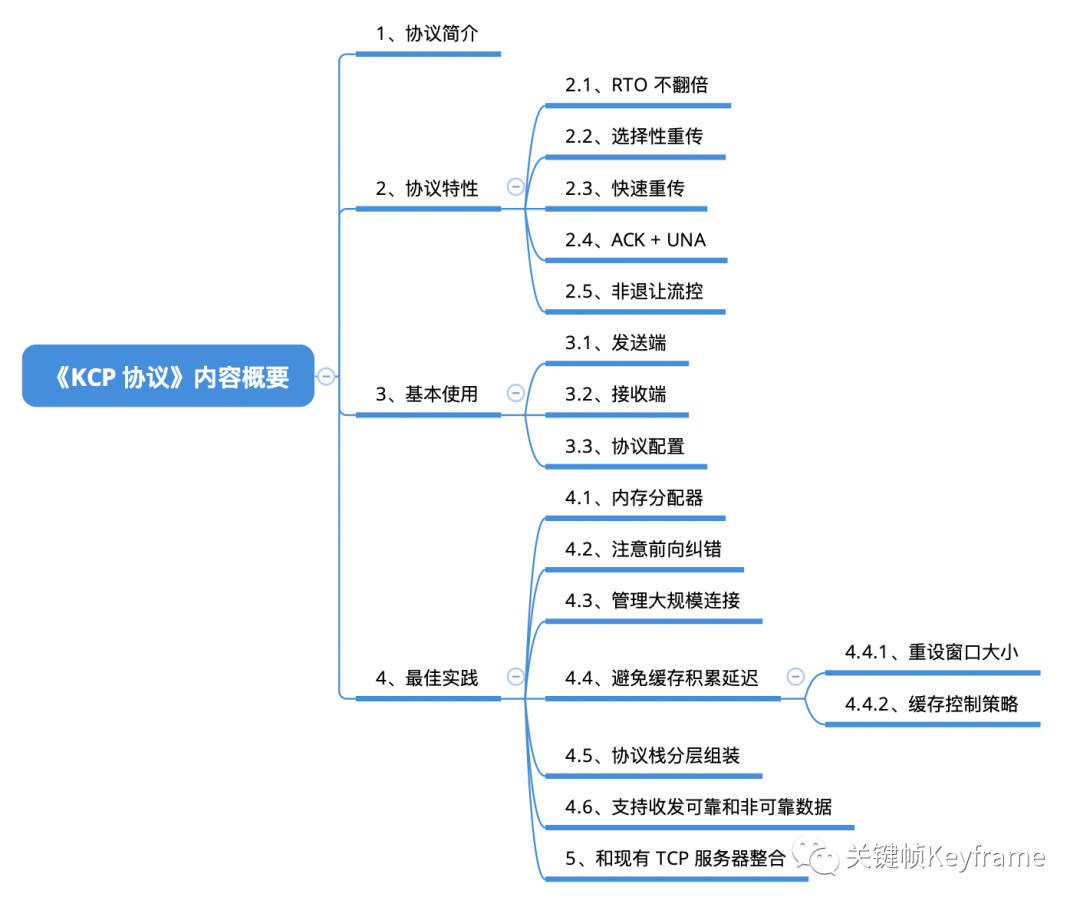 《KCP 协议》内容概要
1、协议简介
2、协议特性
2.1、RTO 不翻倍
2.2、选择性重传
2.3、快速重传
2.4、ACK + UNA
2.5、非退让流控
3、基本使用
3.1、发送端
3.2、接收端
3.3、协议配置
4、最佳实践
4.1、内存分配器
4.2、注意前向纠错
4.3、管理大规模连接
4.4、避免缓存积累延迟
4.4.1、重设窗口大小
4.4.2、缓存控制策略
4.5、协议栈分层组装
4.6、支持收发可靠和非可靠数据
5、和现有 TCP 服务器整合
关键帧Keyframe